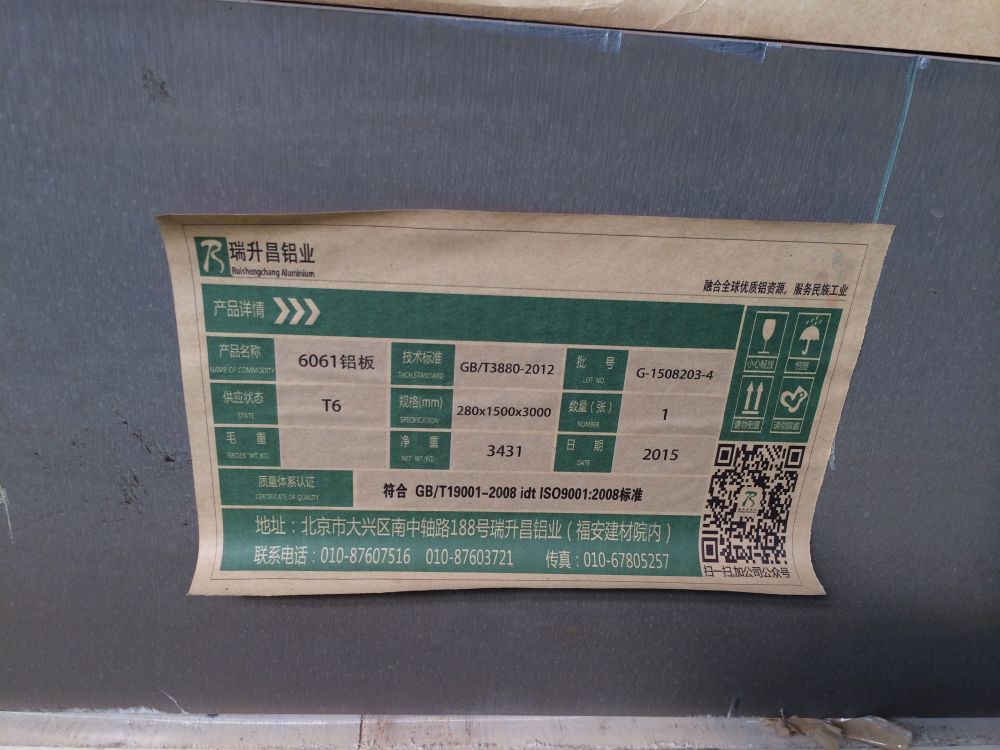 瑞升昌铝业
Ruishengchang Aluminium
融合全球优质铝资源，服务民族工业
产品详情
产品名称 6061铝板 技术标准 GB/T3880-2012 批 号 G-1508203-4
NAME OF COMMODITY THCH.STANDARD LOT NO.
供应状态 T6 规格(mm) 280x1500x3000 数量(张) 1
STATE SPECIFICATION NUMBER
毛 重 净 重 3431 日 期 2015
GROSS WT(KG) NET WT(KG) DATE
小心轻放 怕湿
请勿倒置 请勿踩踏
质量体系认证 符合 GB/T19001-2008 idt ISO9001:2008标准
CERTIFICATE OF QUALITY
地址：北京市大兴区南中轴路188号瑞升昌铝业（福安建材院内）
联系电话：010-87607516 010-87603721 传真：010-67805257
扫一扫,加公司公众号